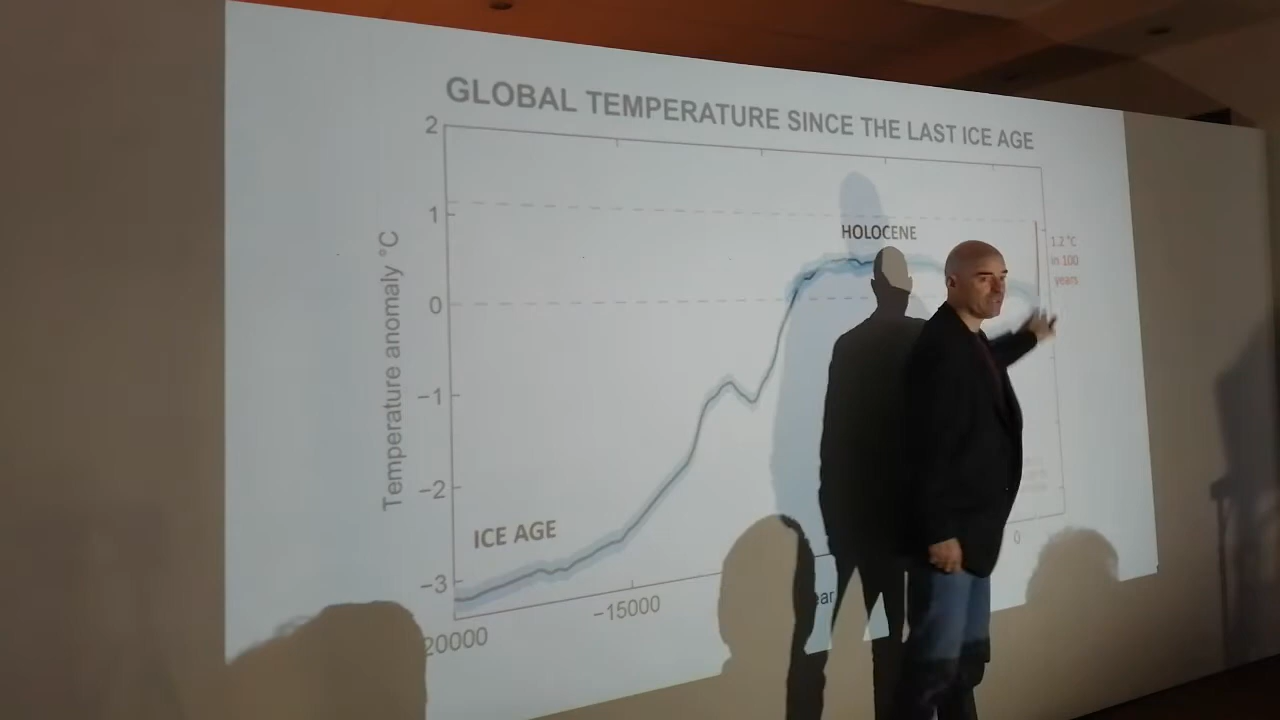 GLOBAL TEMPERATURE SINCE THE LAST ICE AGE
2
1
0
−1
−2
−3
Temperature anomaly °C
HOLOCENE
1.2 °C
in 100
years
ICE AGE
20000
−15000
0